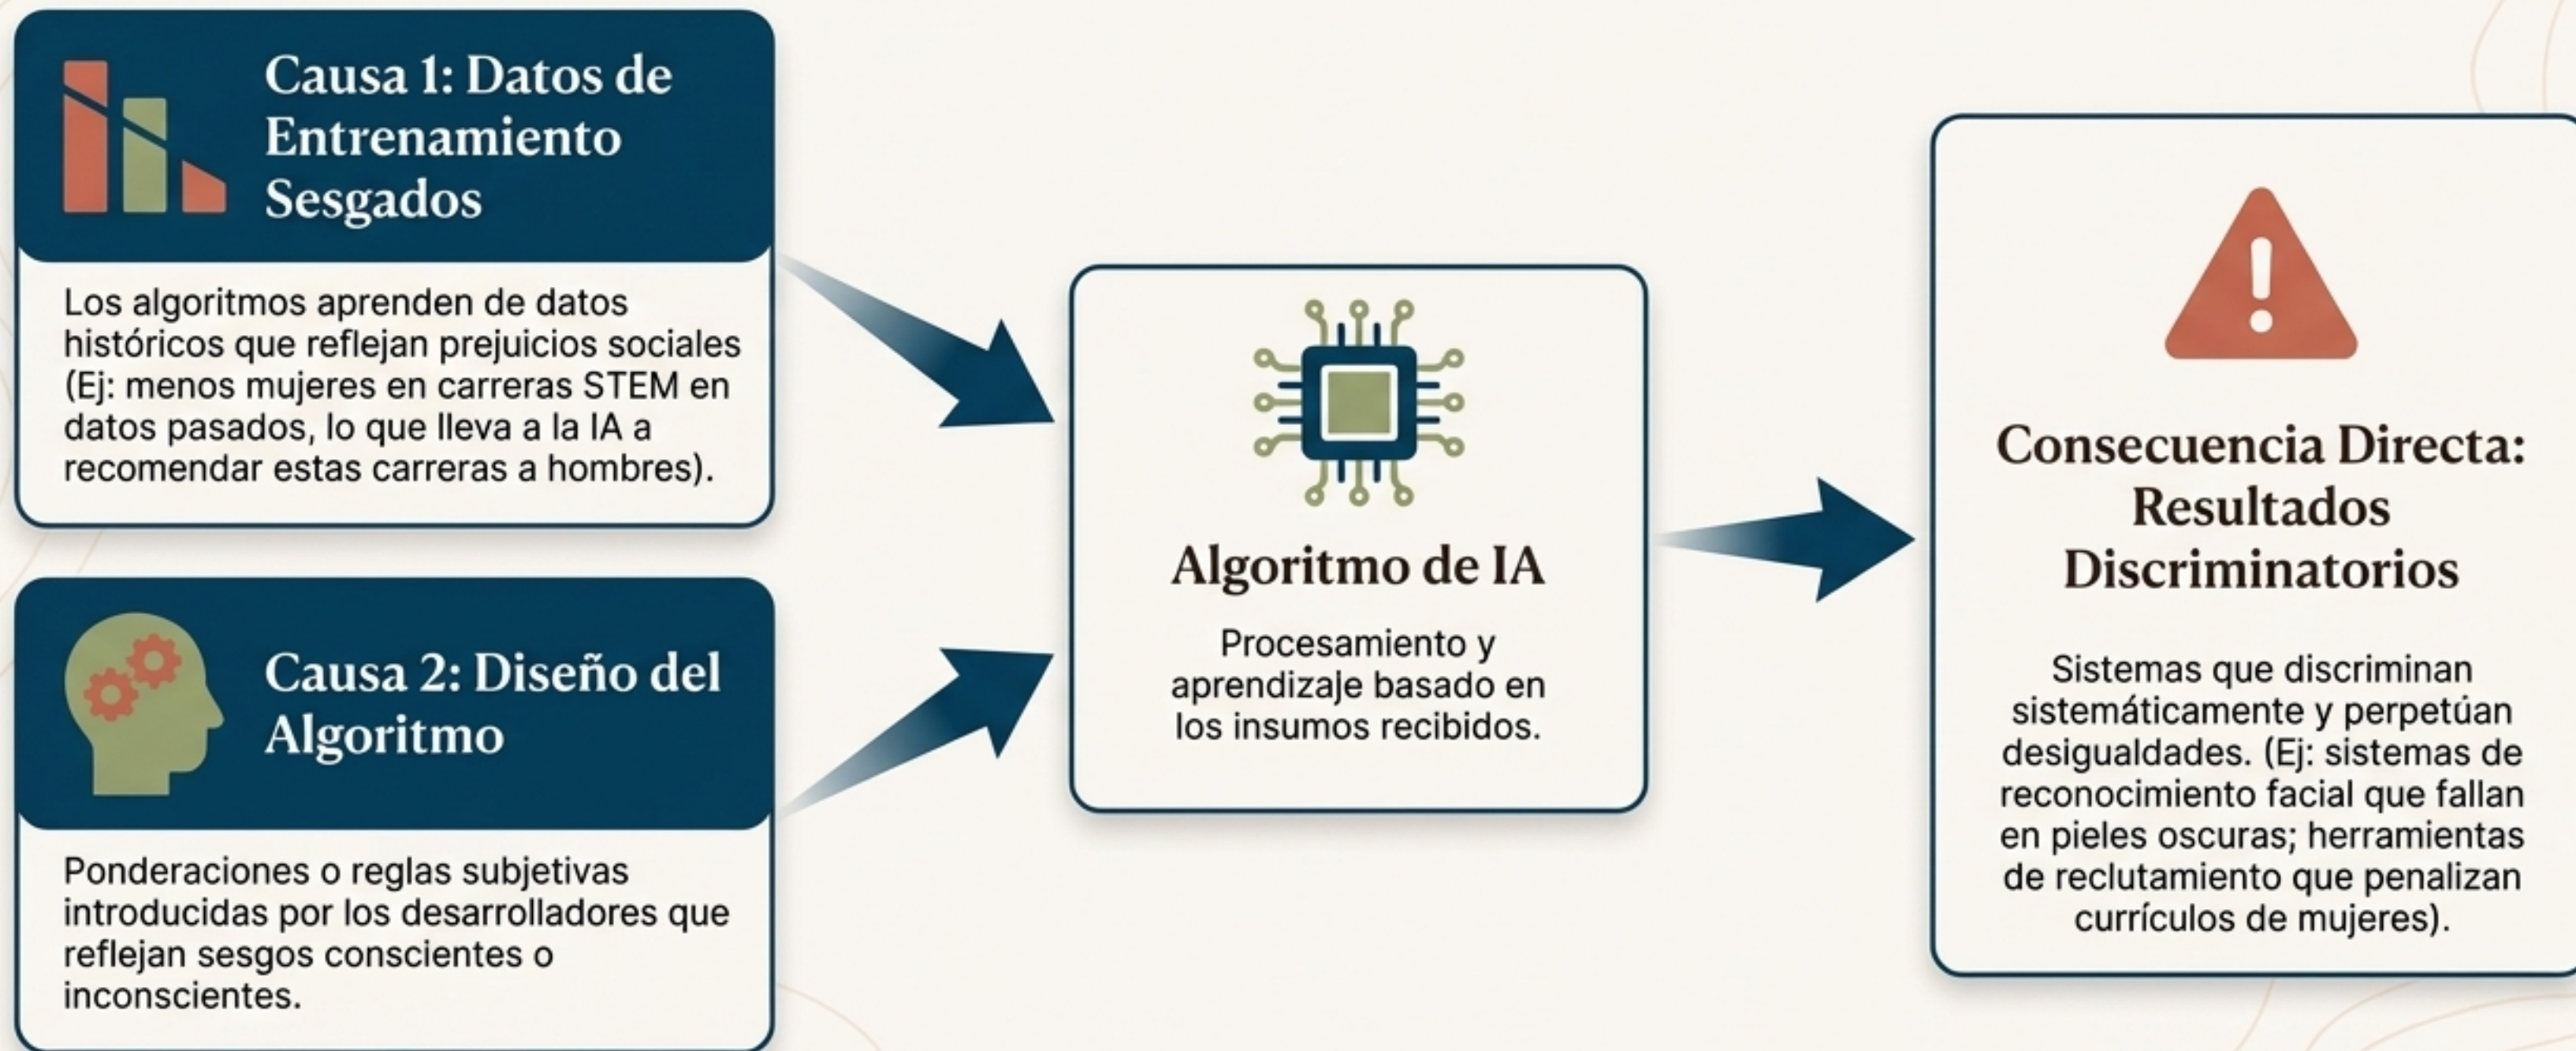 Causa 1: Datos de
Entrenamiento
Sesgados
Los algoritmos aprenden de datos
históricos que reflejan prejuicios sociales
(Ej: menos mujeres en carreras STEM en
datos pasados, lo que lleva a la IA a
recomendar estas carreras a hombres).
Causa 2: Diseño del
Algoritmo
Ponderaciones o reglas subjetivas
introducidas por los desarrolladores que
reflejan sesgos conscientes o
inconscientes.
Algoritmo de IA
Procesamiento y
aprendizaje basado en
los insumos recibidos.
Consecuencia Directa:
Resultados
Discriminatorios
Sistemas que discriminan
sistemáticamente y perpetúan
desigualdades. (Ej: sistemas de
reconocimiento facial que fallan
en pieles oscuras; herramientas
de reclutamiento que penalizan
currículos de mujeres).